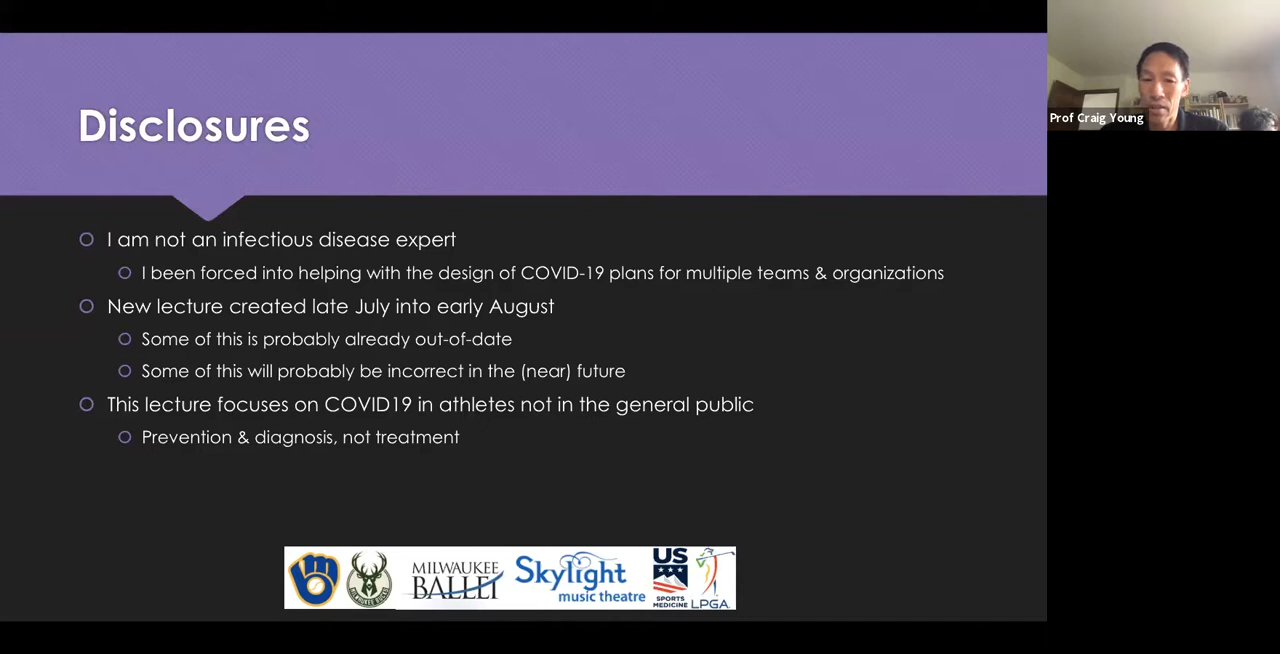 Disclosures
Prof Craig Young
I am not an infectious disease expert
I been forced into helping with the design of COVID-19 plans for multiple teams & organizations
New lecture created late July into early August
Some of this is probably already out-of-date
Some of this will probably be incorrect in the (near) future
This lecture focuses on COVID19 in athletes not in the general public
Prevention & diagnosis, not treatment
MILWAUKEE
BALLET
Skylight
music theatre
US
SPORTS
MEDICINE
LPGA